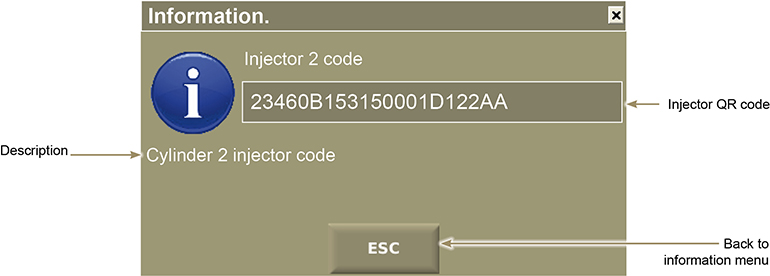 Information.
Injector 2 code
23460B153150001D122AA
Injector QR code
Description
Cylinder 2 injector code
ESC
Back to
information menu